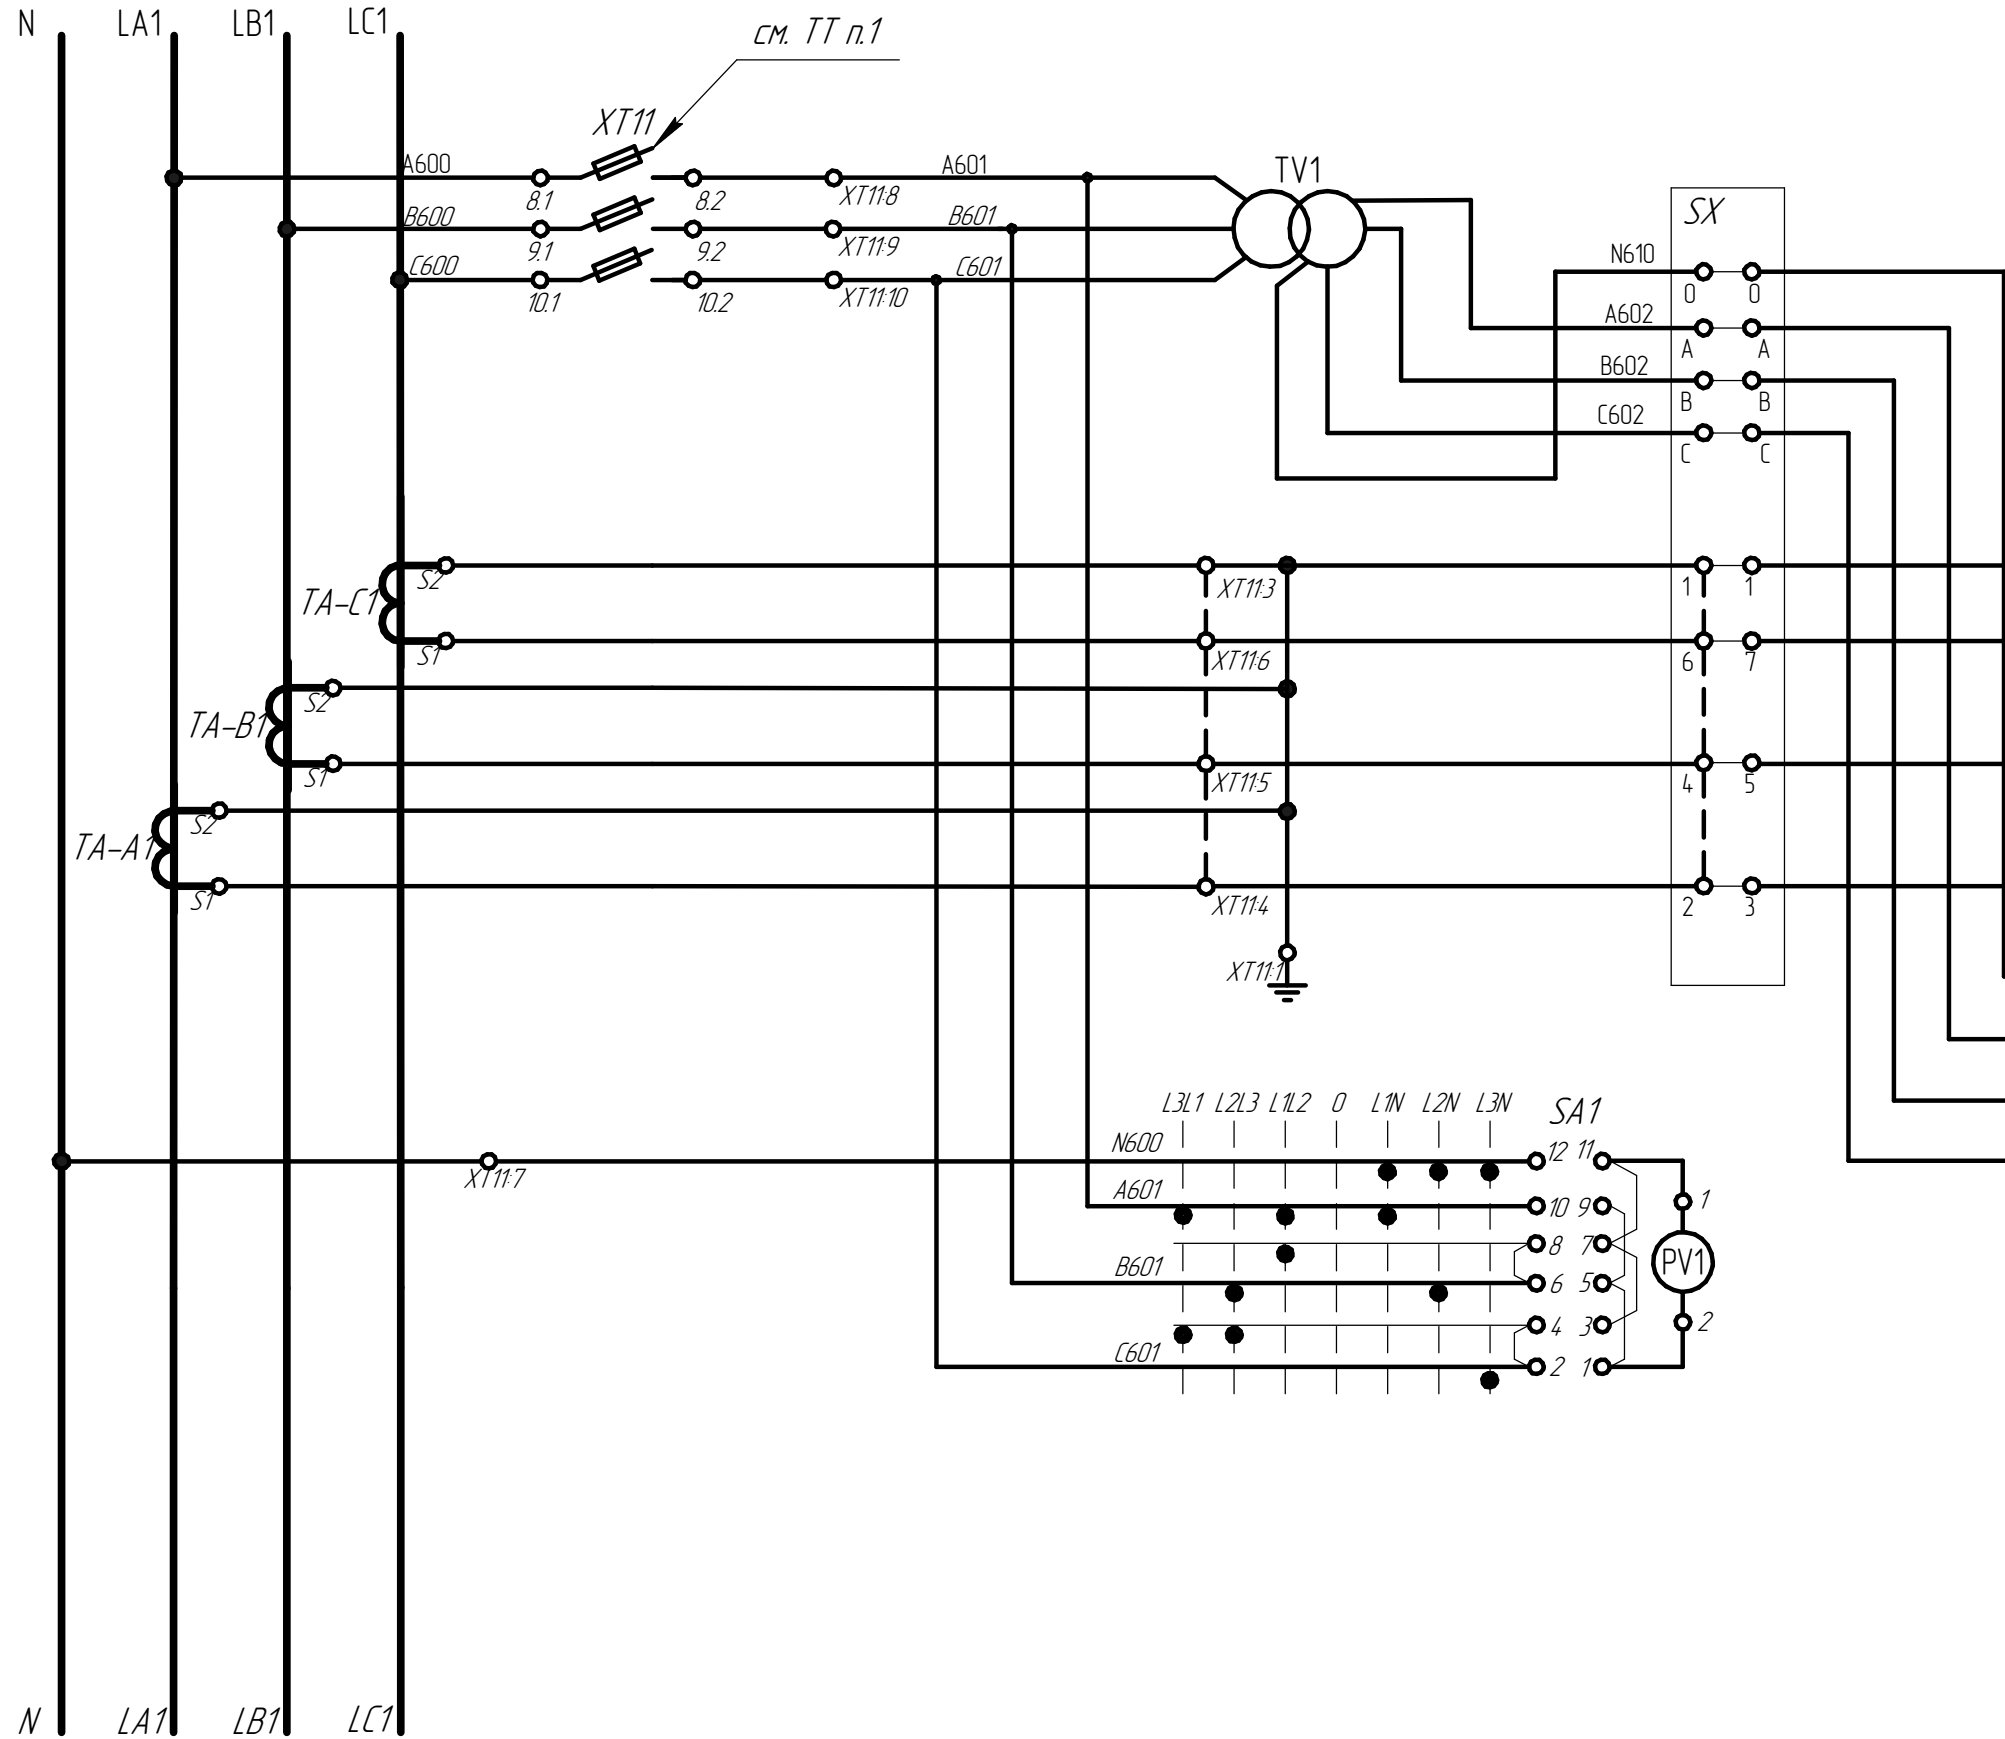 N LA1 LB1 LC1
см. ТТ п.1
XT11
A600 A601
8.1 8.2 XT11:8
B600 B601
9.1 9.2 XT11:9
C600 C601
10.1 10.2 XT11:10
TV1
SX
N610
0 0
A602
A A
B602
B B
C602
C C
TA-C1
S2 XT11:3 1 1
S1 XT11:6 6 7
TA-B1
S2
S1 XT11:5 4 5
TA-A1
S2
S1 XT11:4 2 3
XT11:1
L3L1 L2L3 L1L2 0 L1N L2N L3N SA1
N600 12 11
XT11:7
A601 10 9 1
8 7
PV1
B601 6 5
4 3 2
C601 2 1
N LA1 LB1 LC1